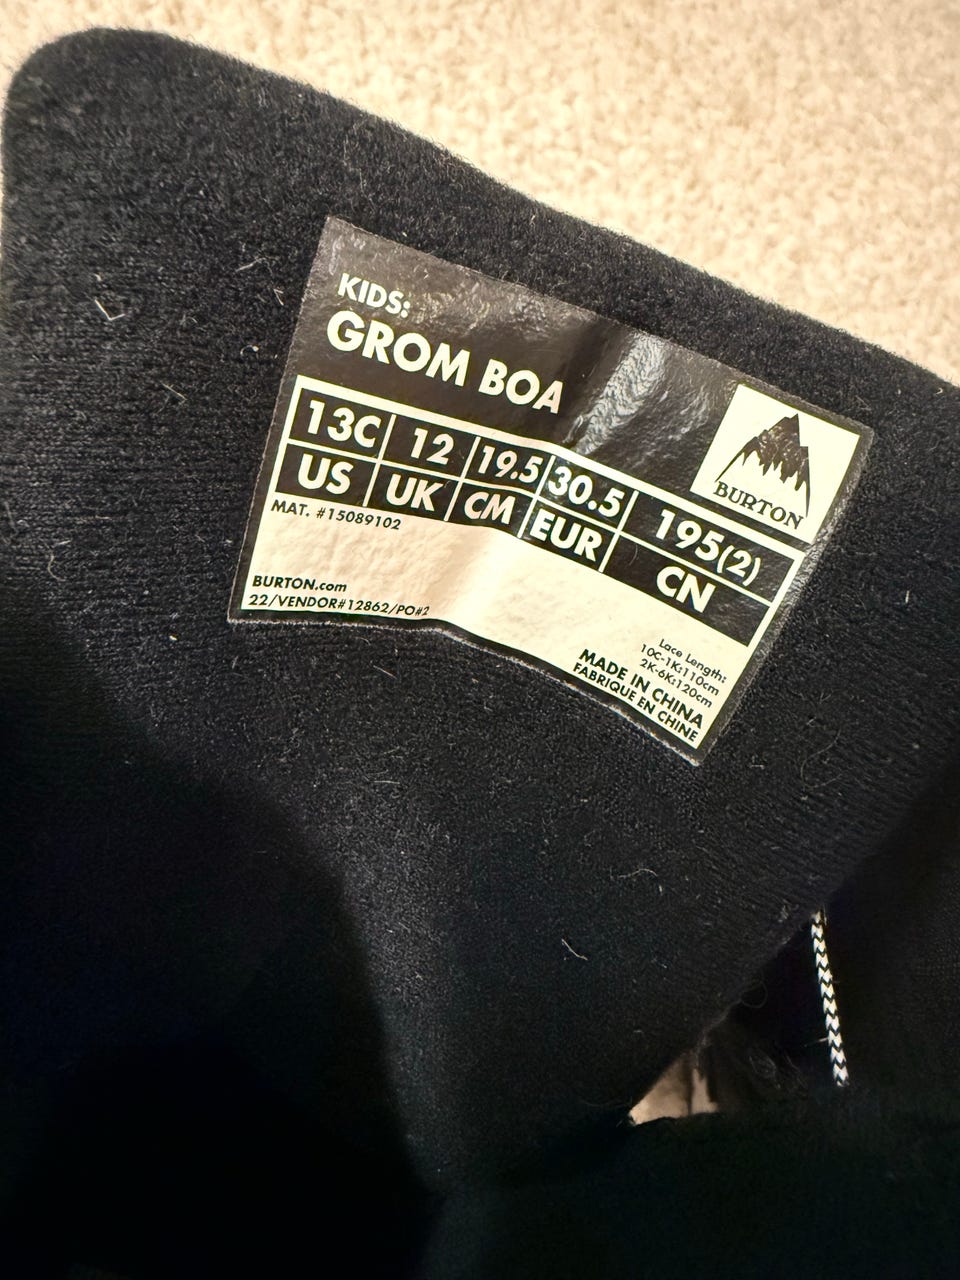 KIDS:
GROM BOA
BURTON
13C 12 19.5 30.5 195(2)
US UK CM EUR CN
MAT. #15089102
BURTON.com
22/VENDOR#12862/PO#2
Lace Length:
10C-1K:110cm
2K-6K:120cm
MADE IN CHINA
FABRIQUE EN CHINE